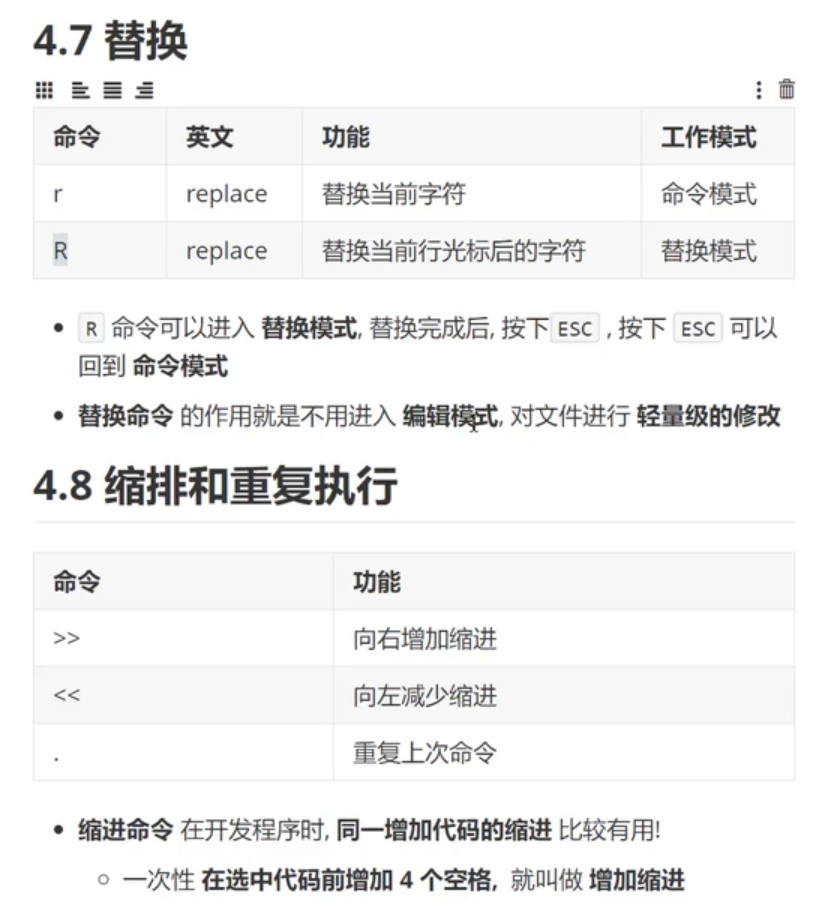 4.7 替换
命令 英文 功能 工作模式
r replace 替换当前字符 命令模式
R replace 替换当前行光标后的字符 替换模式
• R 命令可以进入 替换模式, 替换完成后, 按下 ESC , 按下 ESC 可以
回到 命令模式
• 替换命令 的作用就是不用进入 编辑模式, 对文件进行 轻量级的修改
4.8 缩排和重复执行
命令 功能
>> 向右增加缩进
<< 向左减少缩进
. 重复上次命令
• 缩进命令 在开发程序时, 同一增加代码的缩进 比较有用!
○ 一次性 在选中代码前增加 4 个空格, 就叫做 增加缩进